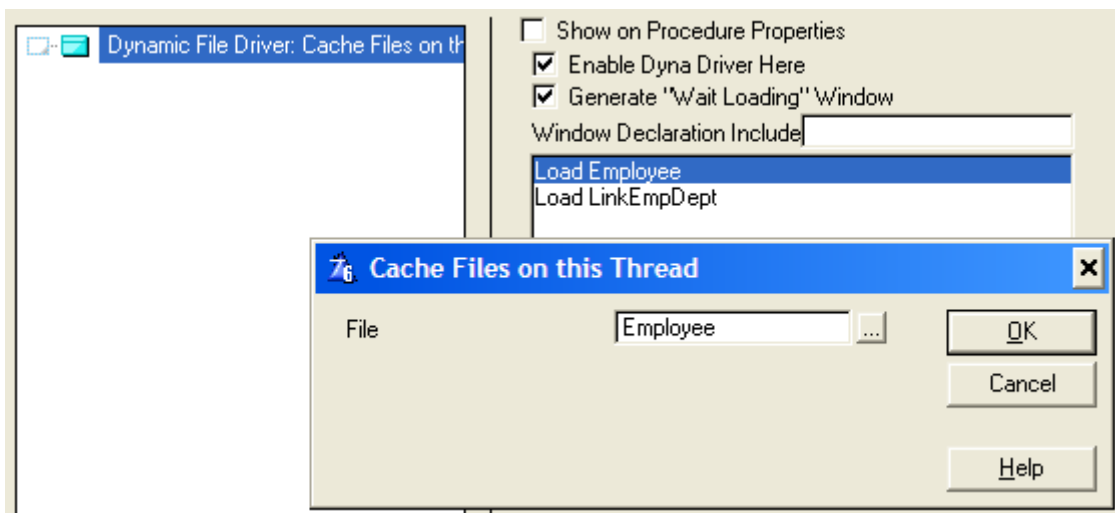 Dynamic File Driver: Cache Files on th
Show on Procedure Properties
Enable Dyna Driver Here
Generate "Wait Loading" Window
Window Declaration Include
Load Employee
Load LinkEmpDept
Cache Files on this Thread
File
Employee
...
OK
Cancel
Help